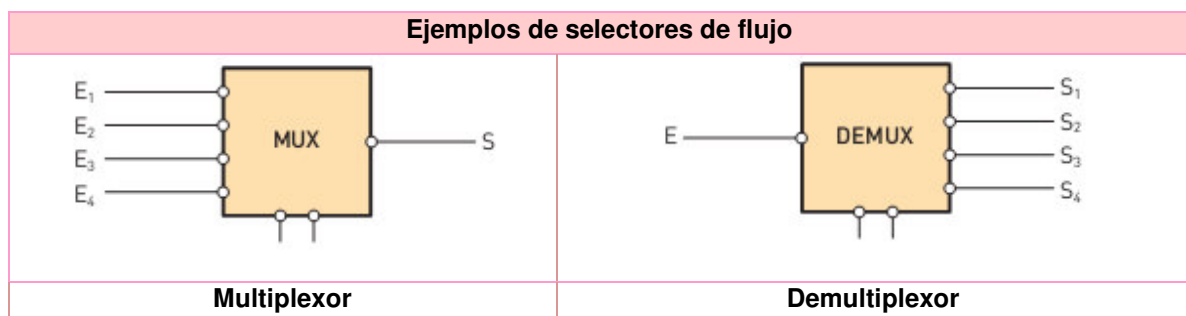 Ejemplos de selectores de flujo
E₁
E₂
E₃
E₄
MUX
S
E
DEMUX
S₁
S₂
S₃
S₄
Multiplexor
Demultiplexor